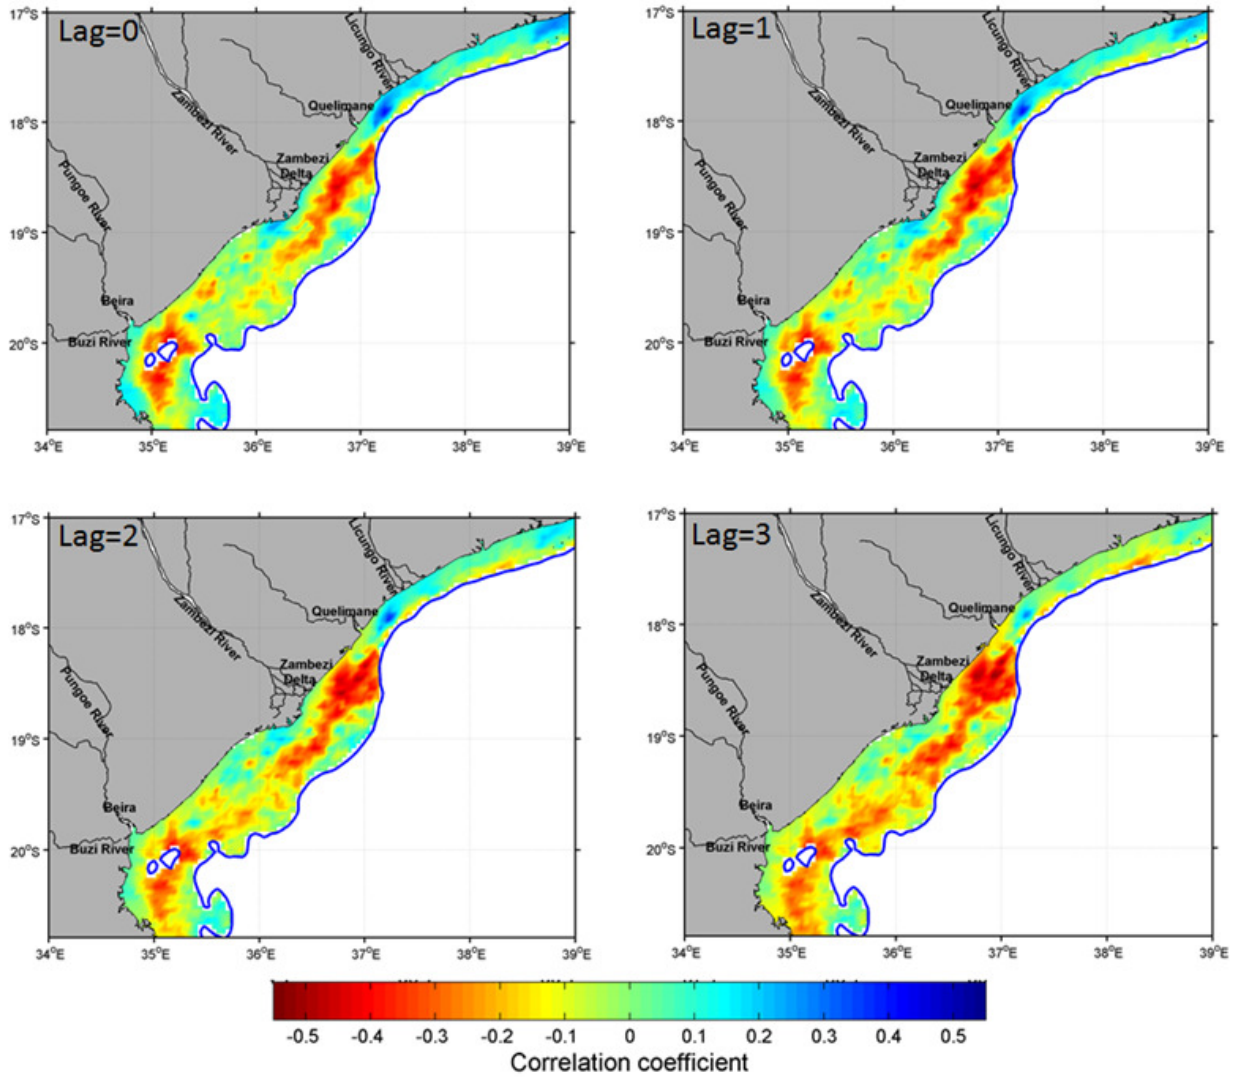 Lag=0
17°S
18°S
19°S
20°S
34°E
35°E
36°E
37°E
38°E
39°E
Licungo River
Quelimane
Zambezi River
Zambezi
Delta
Pungoe River
Beira
Buzi River
Lag=1
17°S
18°S
19°S
20°S
34°E
35°E
36°E
37°E
38°E
39°E
Licungo River
Quelimane
Zambezi River
Zambezi
Delta
Pungoe River
Beira
Buzi River
Lag=2
17°S
18°S
19°S
20°S
34°E
35°E
36°E
37°E
38°E
39°E
Licungo River
Quelimane
Zambezi River
Zambezi
Delta
Pungoe River
Beira
Buzi River
Lag=3
17°S
18°S
19°S
20°S
34°E
35°E
36°E
37°E
38°E
39°E
Licungo River
Quelimane
Zambezi River
Zambezi
Delta
Pungoe River
Beira
Buzi River
-0.5 -0.4 -0.3 -0.2 -0.1 0 0.1 0.2 0.3 0.4 0.5
Correlation coefficient